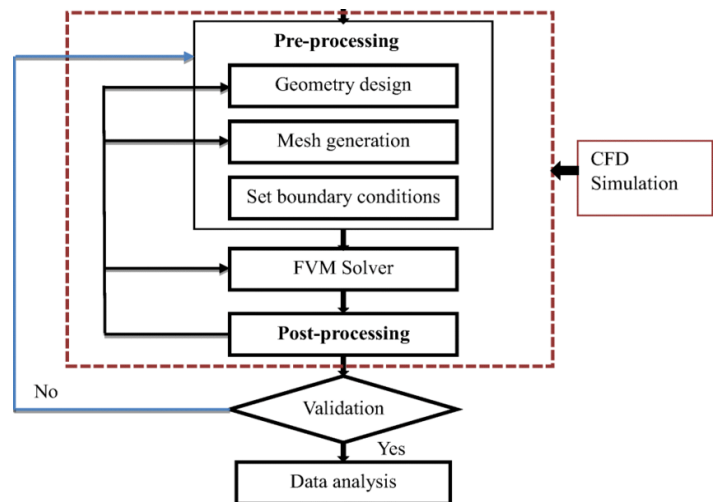 Pre-processing
Geometry design
Mesh generation
CFD
Simulation
Set boundary conditions
FVM Solver
Post-processing
No
Validation
Yes
Data analysis